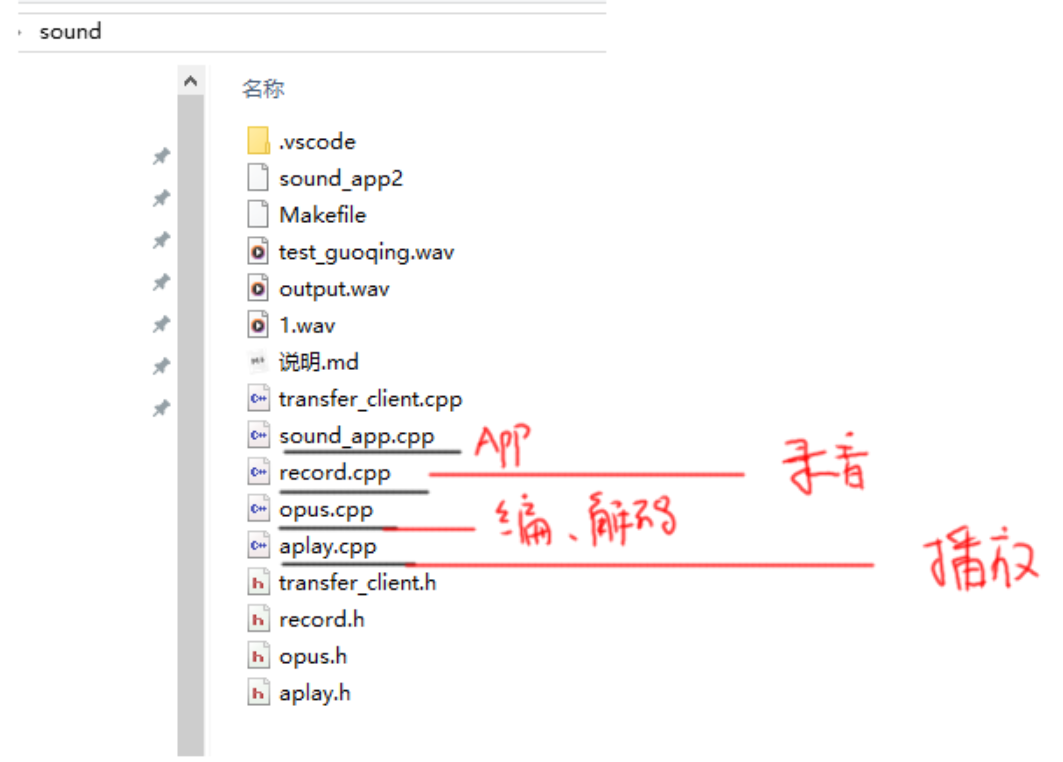 sound
名称
.vscode
sound_app2
Makefile
test_guoqing.wav
output.wav
1.wav
说明.md
transfer_client.cpp
sound_app.cpp APP
record.cpp 录音
opus.cpp 编、解码
aplay.cpp 播放
transfer_client.h
record.h
opus.h
aplay.h